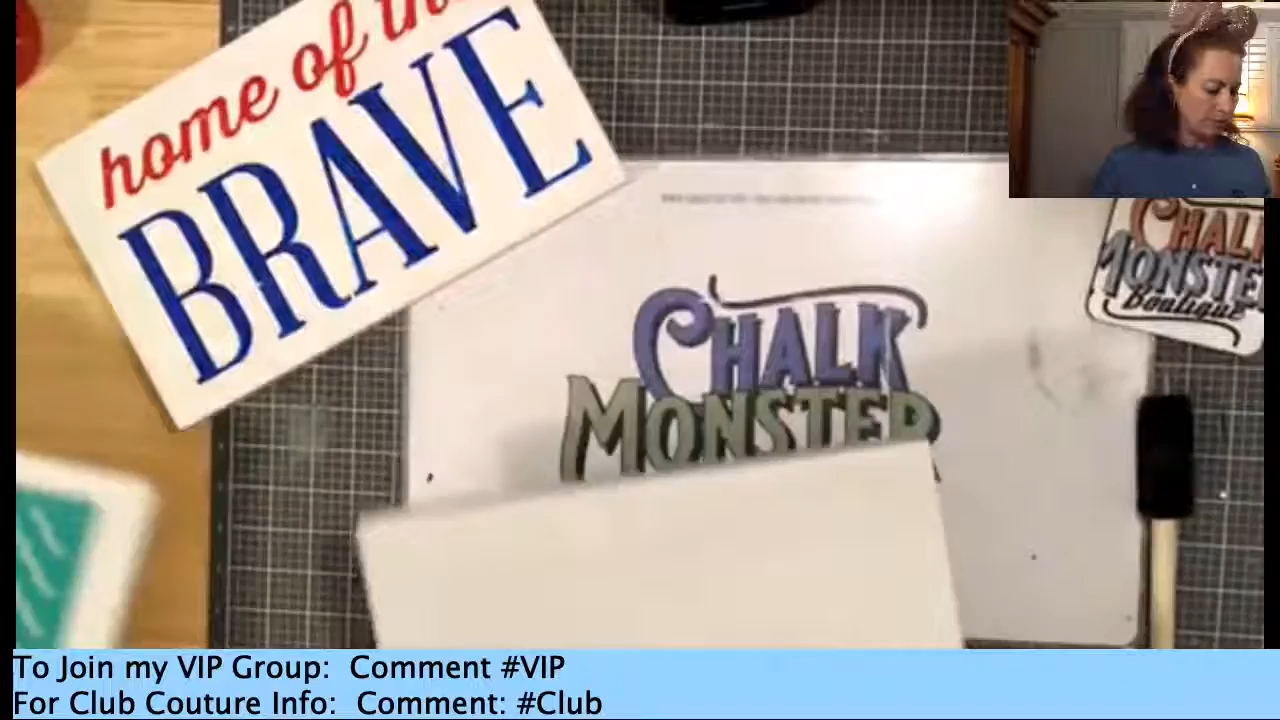 home of the
BRAVE
CHALK
MONSTER
CHALK
MONSTER
Boutique
To Join my VIP Group: Comment #VIP
For Club Couture Info: Comment: #Club